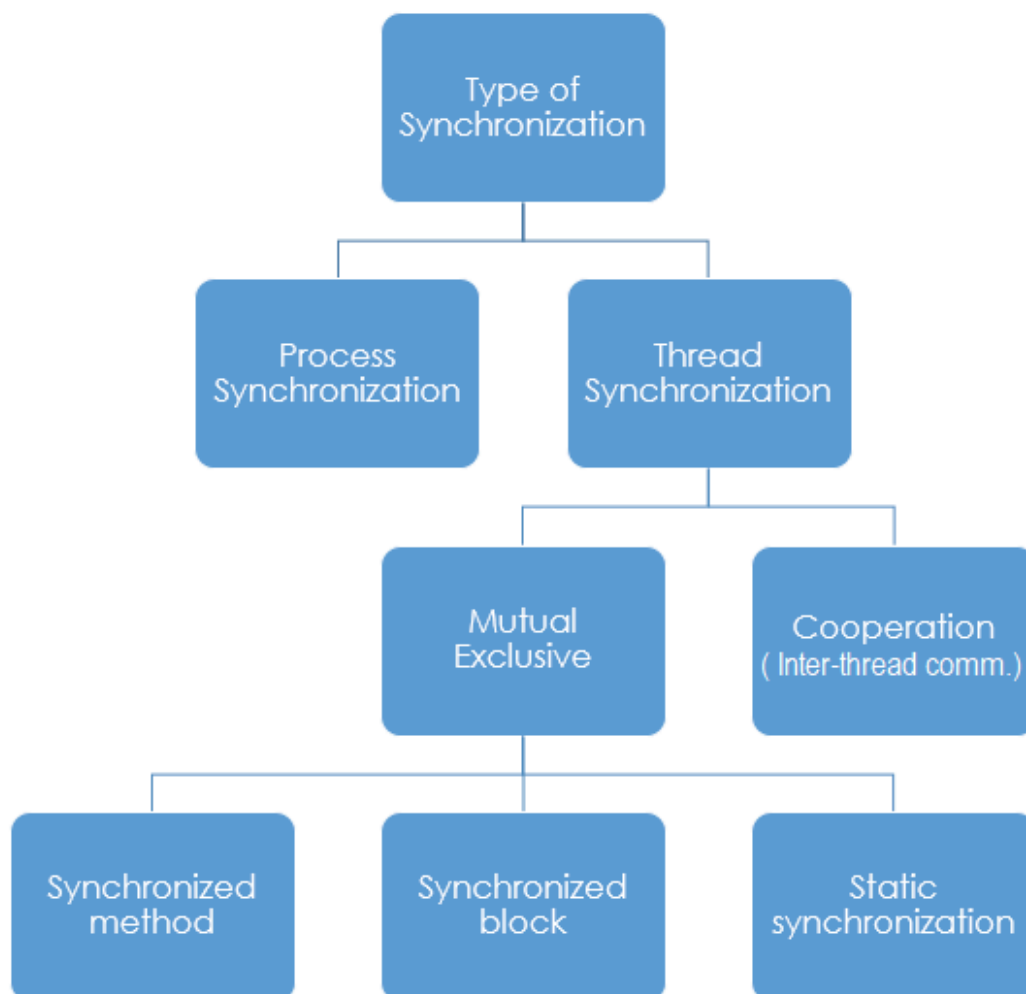 Type of
Synchronization
Process
Synchronization
Thread
Synchronization
Mutual
Exclusive
Cooperation
( Inter-thread comm.)
Synchronized
method
Synchronized
block
Static
synchronization